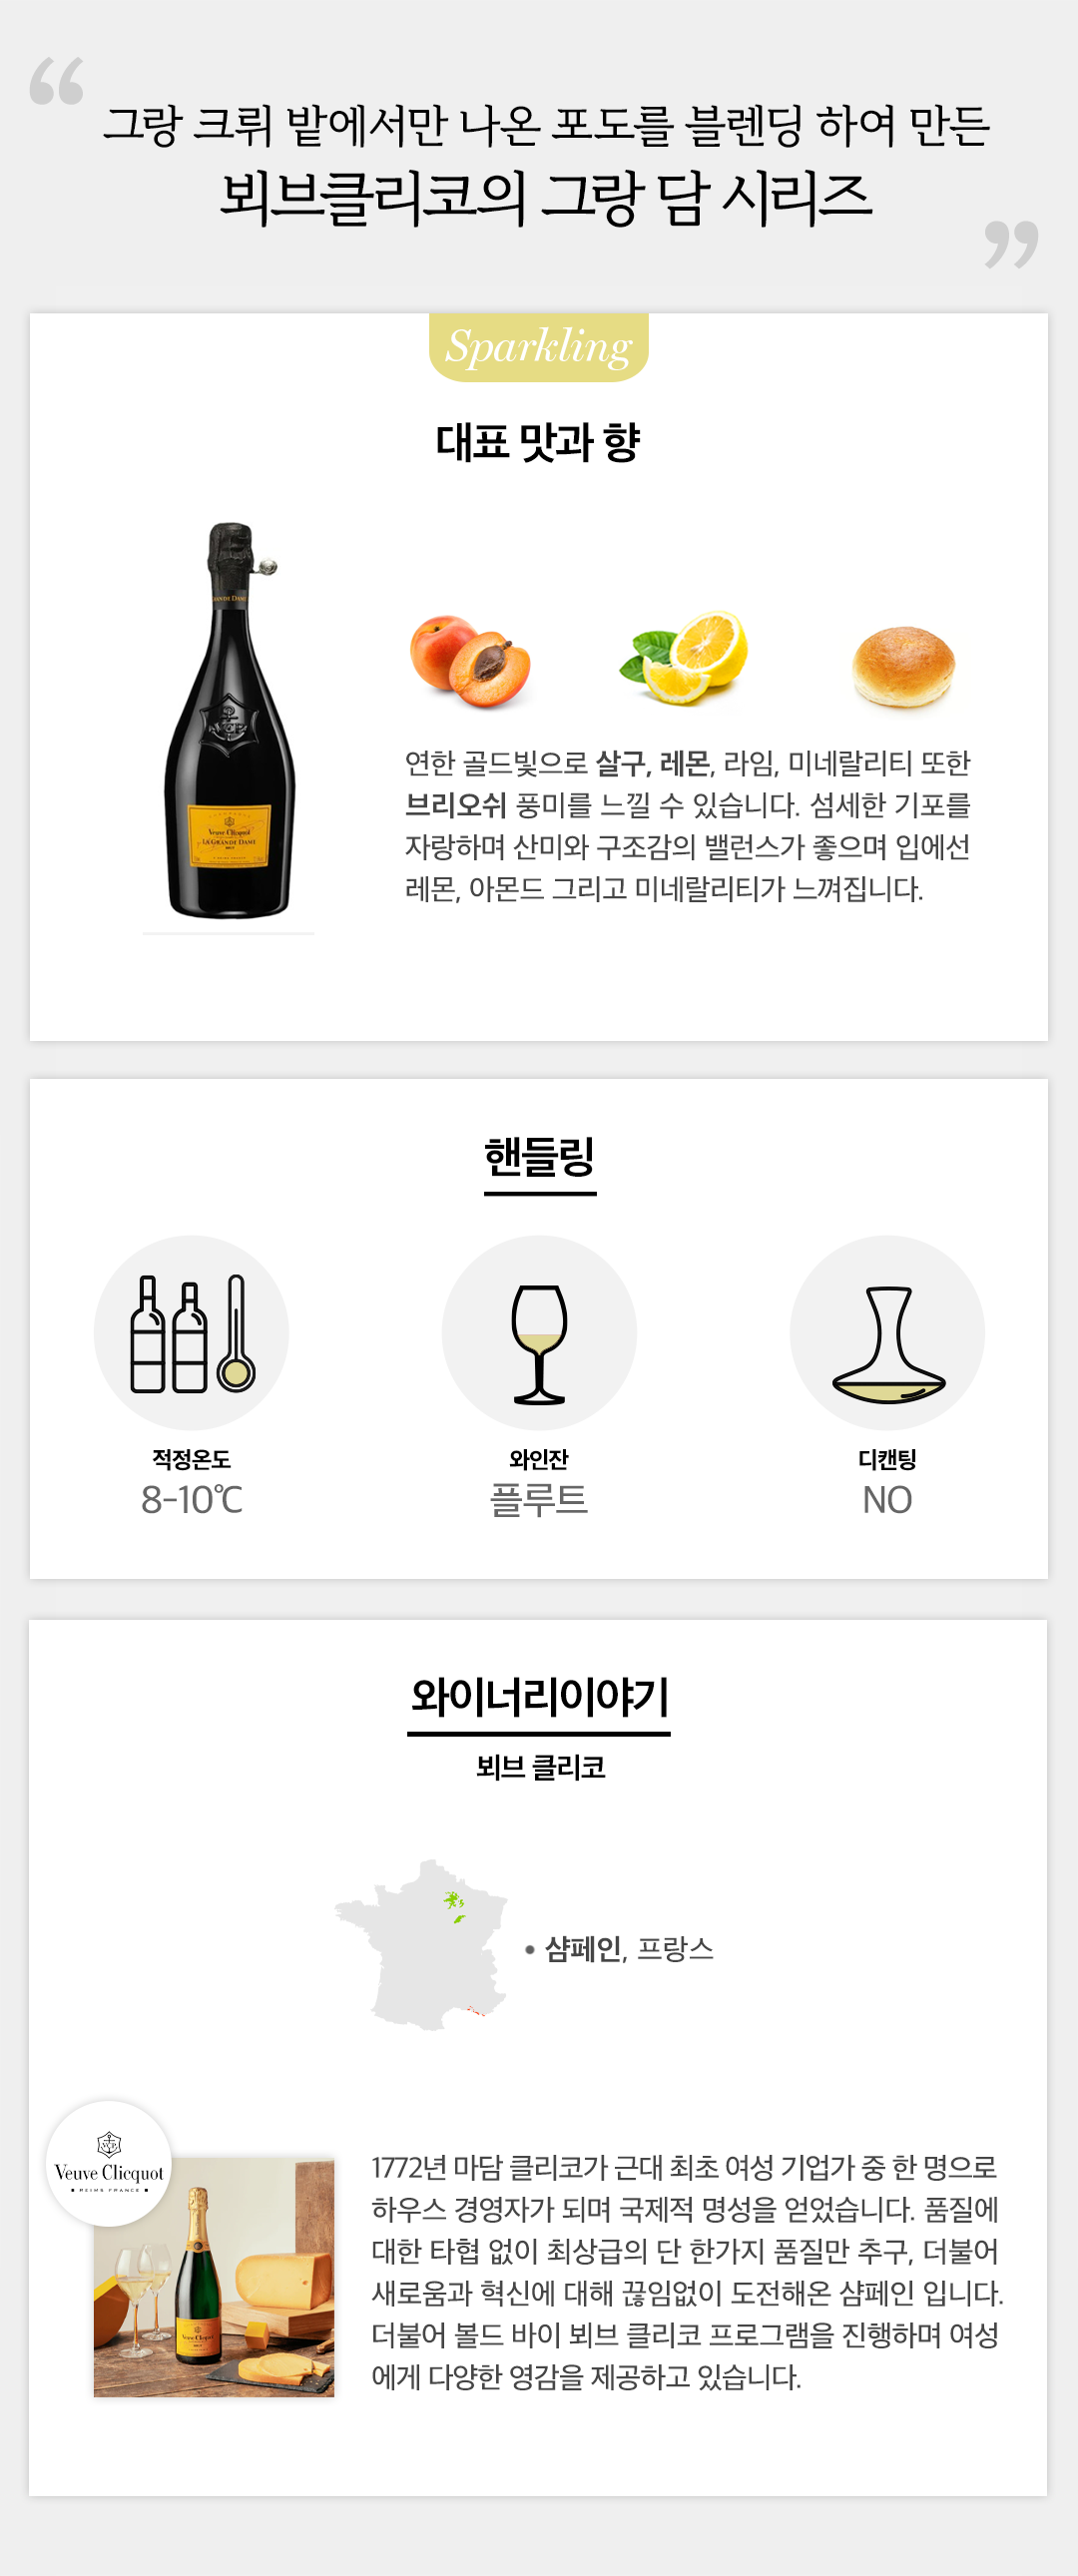 “
그랑 크뤼 밭에서만 나온 포도를 블렌딩 하여 만든
뵈브클리코의 그랑 담 시리즈
”
Sparkling
대표 맛과 향
VCP
Veuve Clicquot
LA GRANDE DAME
BRUT
연한 골드빛으로 살구, 레몬, 라임, 미네랄리티 또한
브리오쉬 풍미를 느낄 수 있습니다. 섬세한 기포를
자랑하며 산미와 구조감의 밸런스가 좋으며 입에선
레몬, 아몬드 그리고 미네랄리티가 느껴집니다.
핸들링
적정온도
8-10℃
와인잔
플루트
디캔팅
NO
와이너리이야기
뵈브 클리코
• 샴페인, 프랑스
VCP
Veuve Clicquot
REIMS FRANCE
Veuve Clicquot
1772년 마담 클리코가 근대 최초 여성 기업가 중 한 명으로
하우스 경영자가 되며 국제적 명성을 얻었습니다. 품질에
대한 타협 없이 최상급의 단 한가지 품질만 추구, 더불어
새로움과 혁신에 대해 끊임없이 도전해온 샴페인 입니다.
더불어 볼드 바이 뵈브 클리코 프로그램을 진행하며 여성
에게 다양한 영감을 제공하고 있습니다.